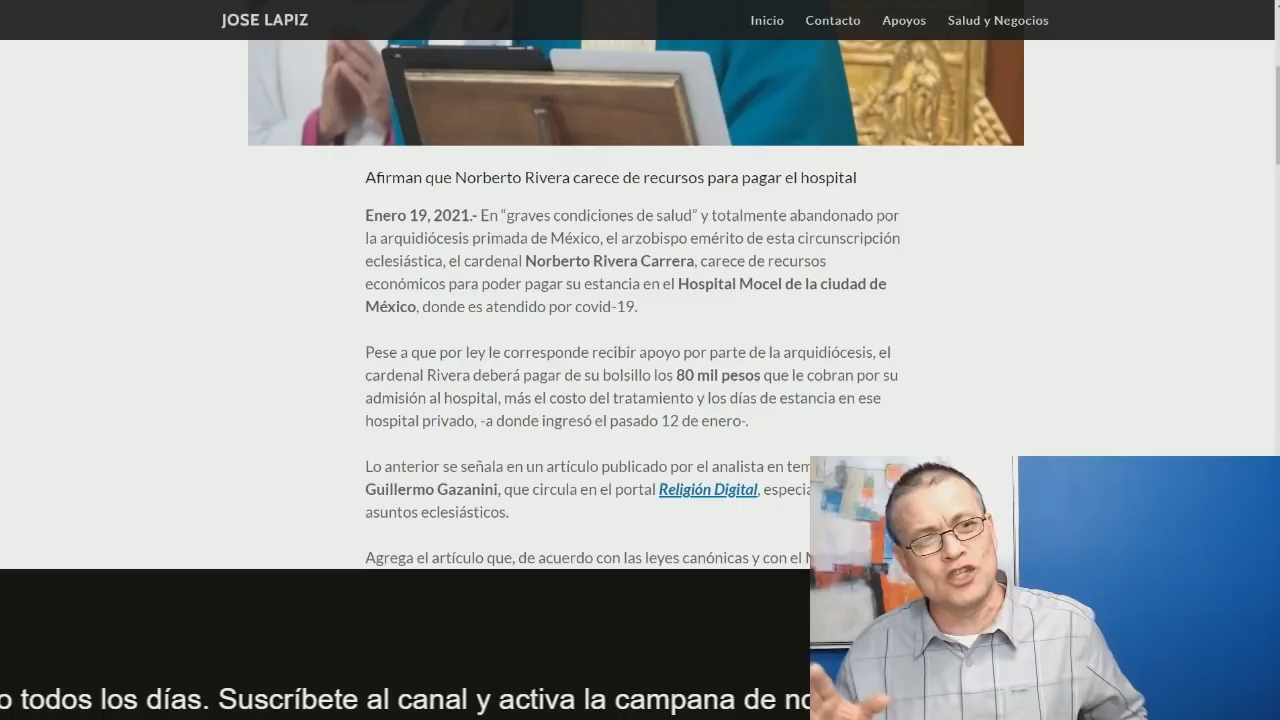 JOSE LAPIZ
Inicio Contacto Apoyos Salud y Negocios
Afirman que Norberto Rivera carece de recursos para pagar el hospital
Enero 19, 2021.- En “graves condiciones de salud” y totalmente abandonado por
la arquidiócesis primada de México, el arzobispo emérito de esta circunscripción
eclesiástica, el cardenal Norberto Rivera Carrera, carece de recursos
económicos para poder pagar su estancia en el Hospital Mocel de la ciudad de
México, donde es atendido por covid-19.
Pese a que por ley le corresponde recibir apoyo por parte de la arquidiócesis, el
cardenal Rivera deberá pagar de su bolsillo los 80 mil pesos que le cobran por su
admisión al hospital, más el costo del tratamiento y los días de estancia en ese
hospital privado, -a donde ingresó el pasado 12 de enero-.
Lo anterior se señala en un artículo publicado por el analista en
Guillermo Gazanini, que circula en el portal Religión Digital,
asuntos eclesiásticos.
Agrega el artículo que, de acuerdo con las leyes canónicas y con el
todos los días. Suscríbete al canal y activa la campana de